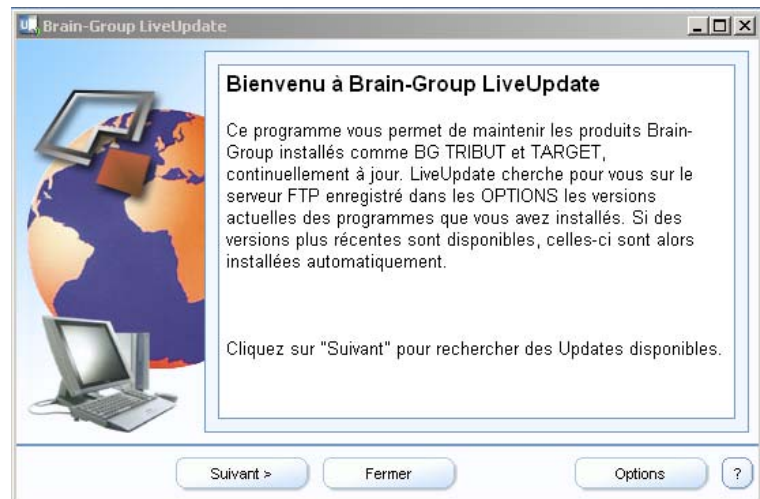 Brain-Group LiveUpdate
Bienvenu à Brain-Group LiveUpdate
Ce programme vous permet de maintenir les produits Brain-
Group installés comme BG TRIBUT et TARGET,
continuellement à jour. LiveUpdate cherche pour vous sur le
serveur FTP enregistré dans les OPTIONS les versions
actuelles des programmes que vous avez installés. Si des
versions plus récentes sont disponibles, celles-ci sont alors
installées automatiquement.
Cliquez sur "Suivant" pour rechercher des Updates disponibles.
Suivant > Fermer Options ?